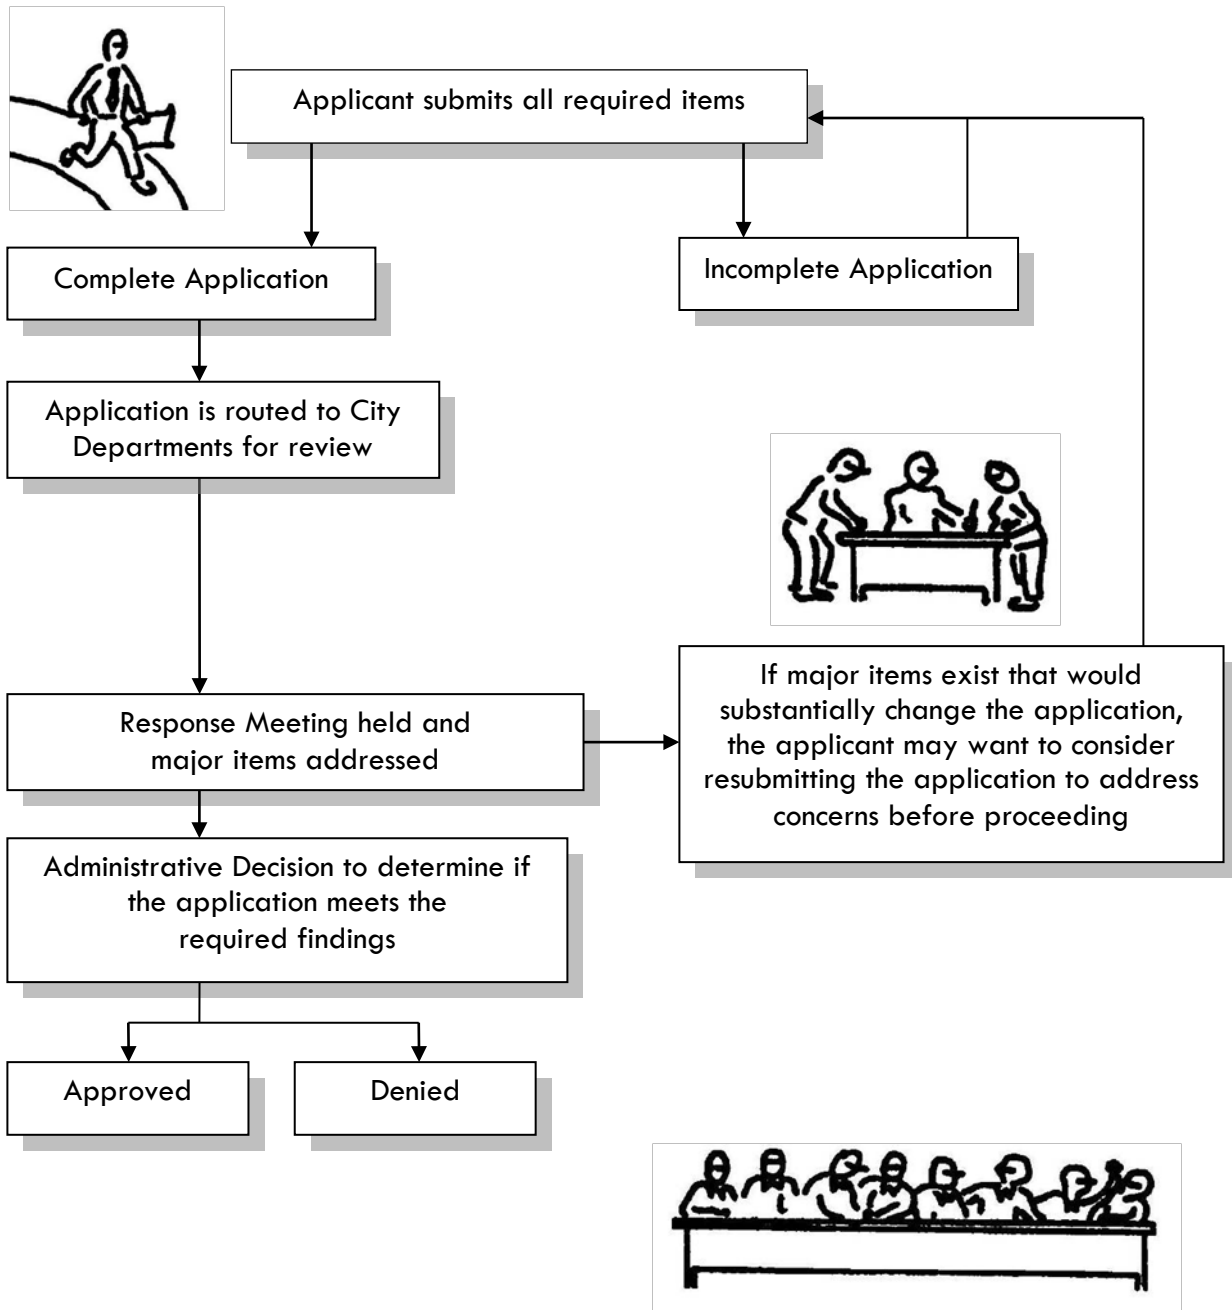 Applicant submits all required items
Complete Application
Incomplete Application
Application is routed to City
Departments for review
Response Meeting held and
major items addressed
If major items exist that would
substantially change the application,
the applicant may want to consider
resubmitting the application to address
concerns before proceeding
Administrative Decision to determine if
the application meets the
required findings
Approved
Denied